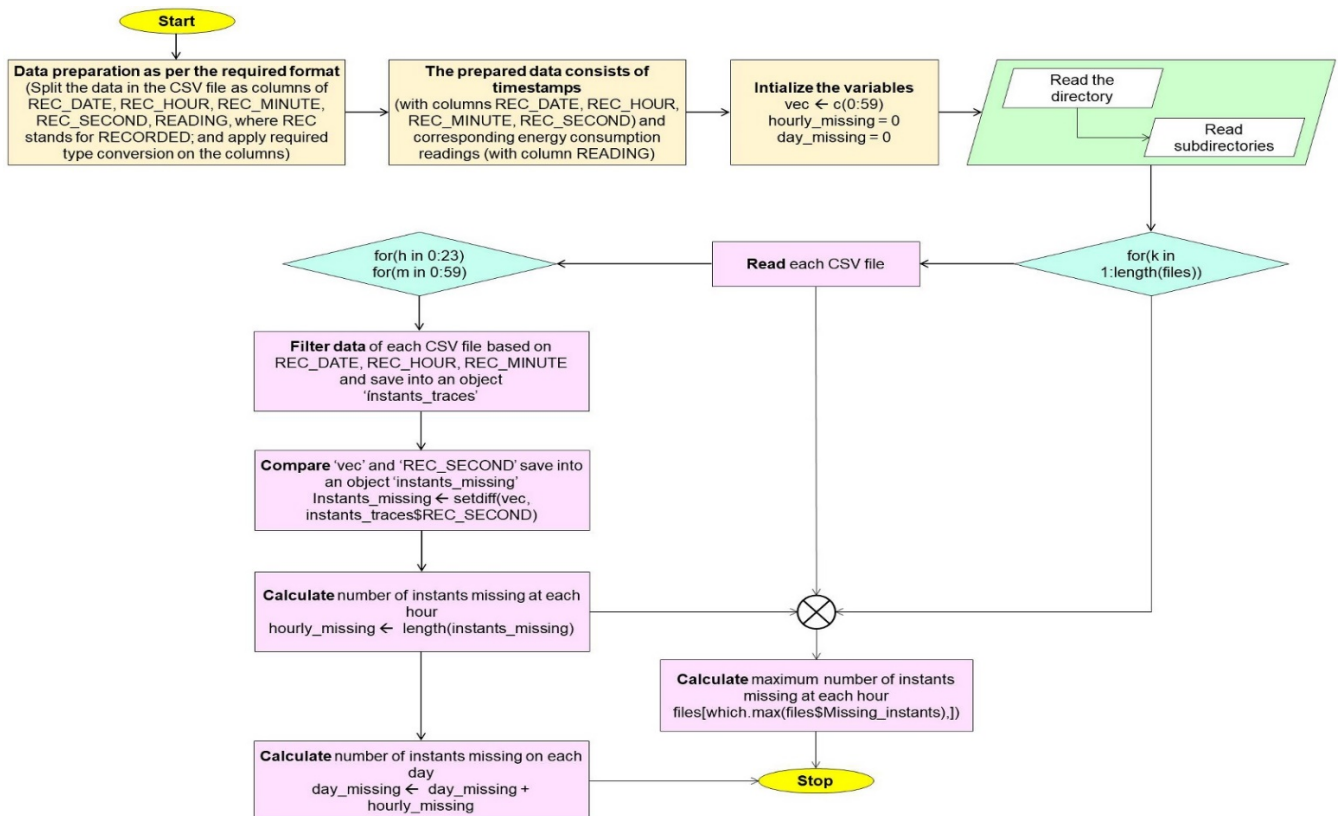 Start
Data preparation as per the required format
(Split the data in the CSV file as columns of
REC_DATE, REC_HOUR, REC_MINUTE,
REC_SECOND, READING, where REC
stands for RECORDED; and apply required
type conversion on the columns)
The prepared data consists of
timestamps
(with columns REC_DATE, REC_HOUR,
REC_MINUTE, REC_SECOND) and
corresponding energy consumption
readings (with column READING)
Intialize the variables
vec ← c(0:59)
hourly_missing = 0
day_missing = 0
Read the
directory
Read
subdirectories
for(k in
1:length(files))
Read each CSV file
for(h in 0:23)
for(m in 0:59)
Filter data of each CSV file based on
REC_DATE, REC_HOUR, REC_MINUTE
and save into an object
‘ínstants_traces’
Compare ‘vec’ and ‘REC_SECOND’ save into
an object ‘instants_missing’
Instants_missing ← setdiff(vec,
instants_traces$REC_SECOND)
Calculate number of instants missing at each
hour
hourly_missing ← length(instants_missing)
Calculate maximum number of instants
missing at each hour
files[which.max(files$Missing_instants),])
Calculate number of instants missing on each
day
day_missing ← day_missing +
hourly_missing
Stop